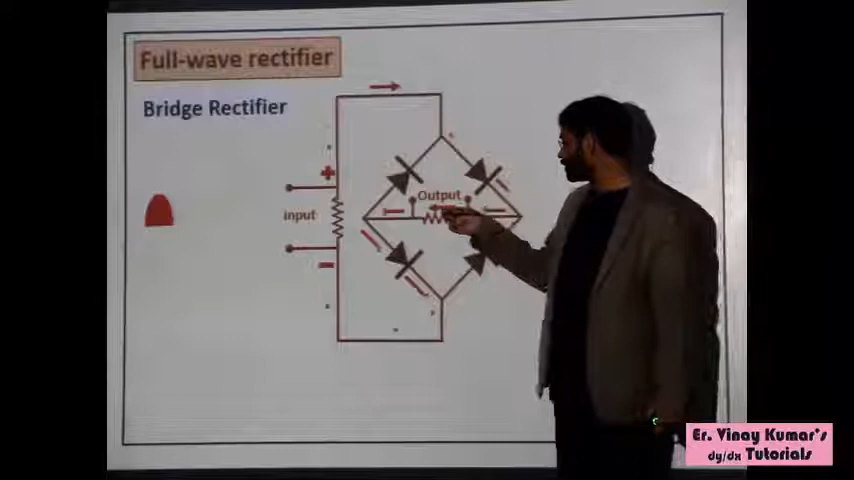 Full-wave rectifier
Bridge Rectifier
+
Output
input
−
Er. Vinay Kumar's
dy/dx Tutorials